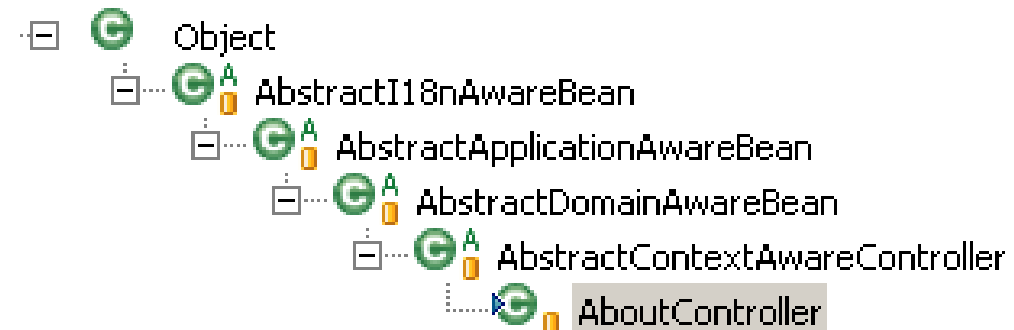 Object
AbstractI18nAwareBean
AbstractApplicationAwareBean
AbstractDomainAwareBean
AbstractContextAwareController
AboutController